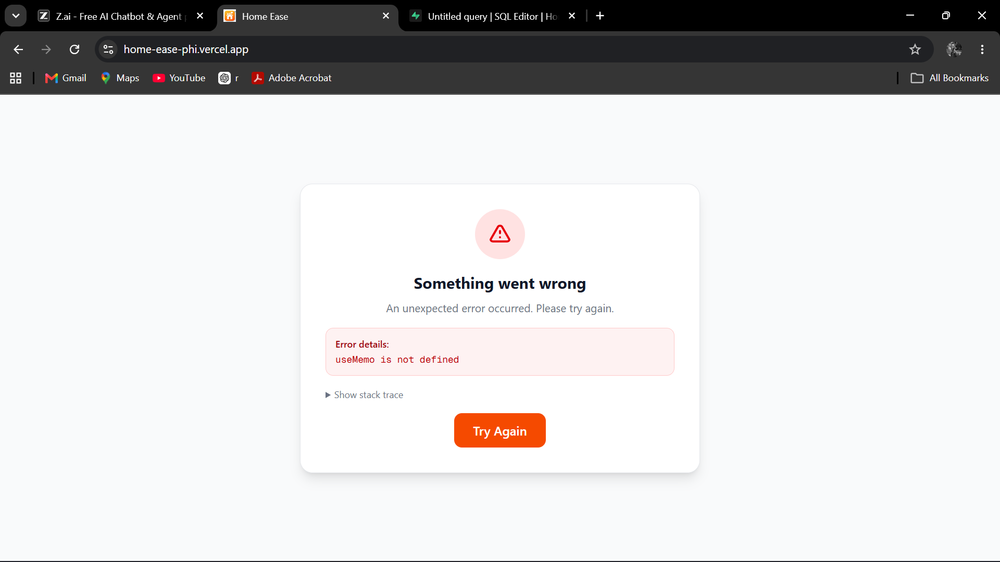 Z.ai - Free AI Chatbot & Agent
Home Ease
Untitled query | SQL Editor | Ho
home-ease-phi.vercel.app
Gmail
Maps
YouTube
r
Adobe Acrobat
All Bookmarks
Something went wrong
An unexpected error occurred. Please try again.
Error details:
useMemo is not defined
Show stack trace
Try Again